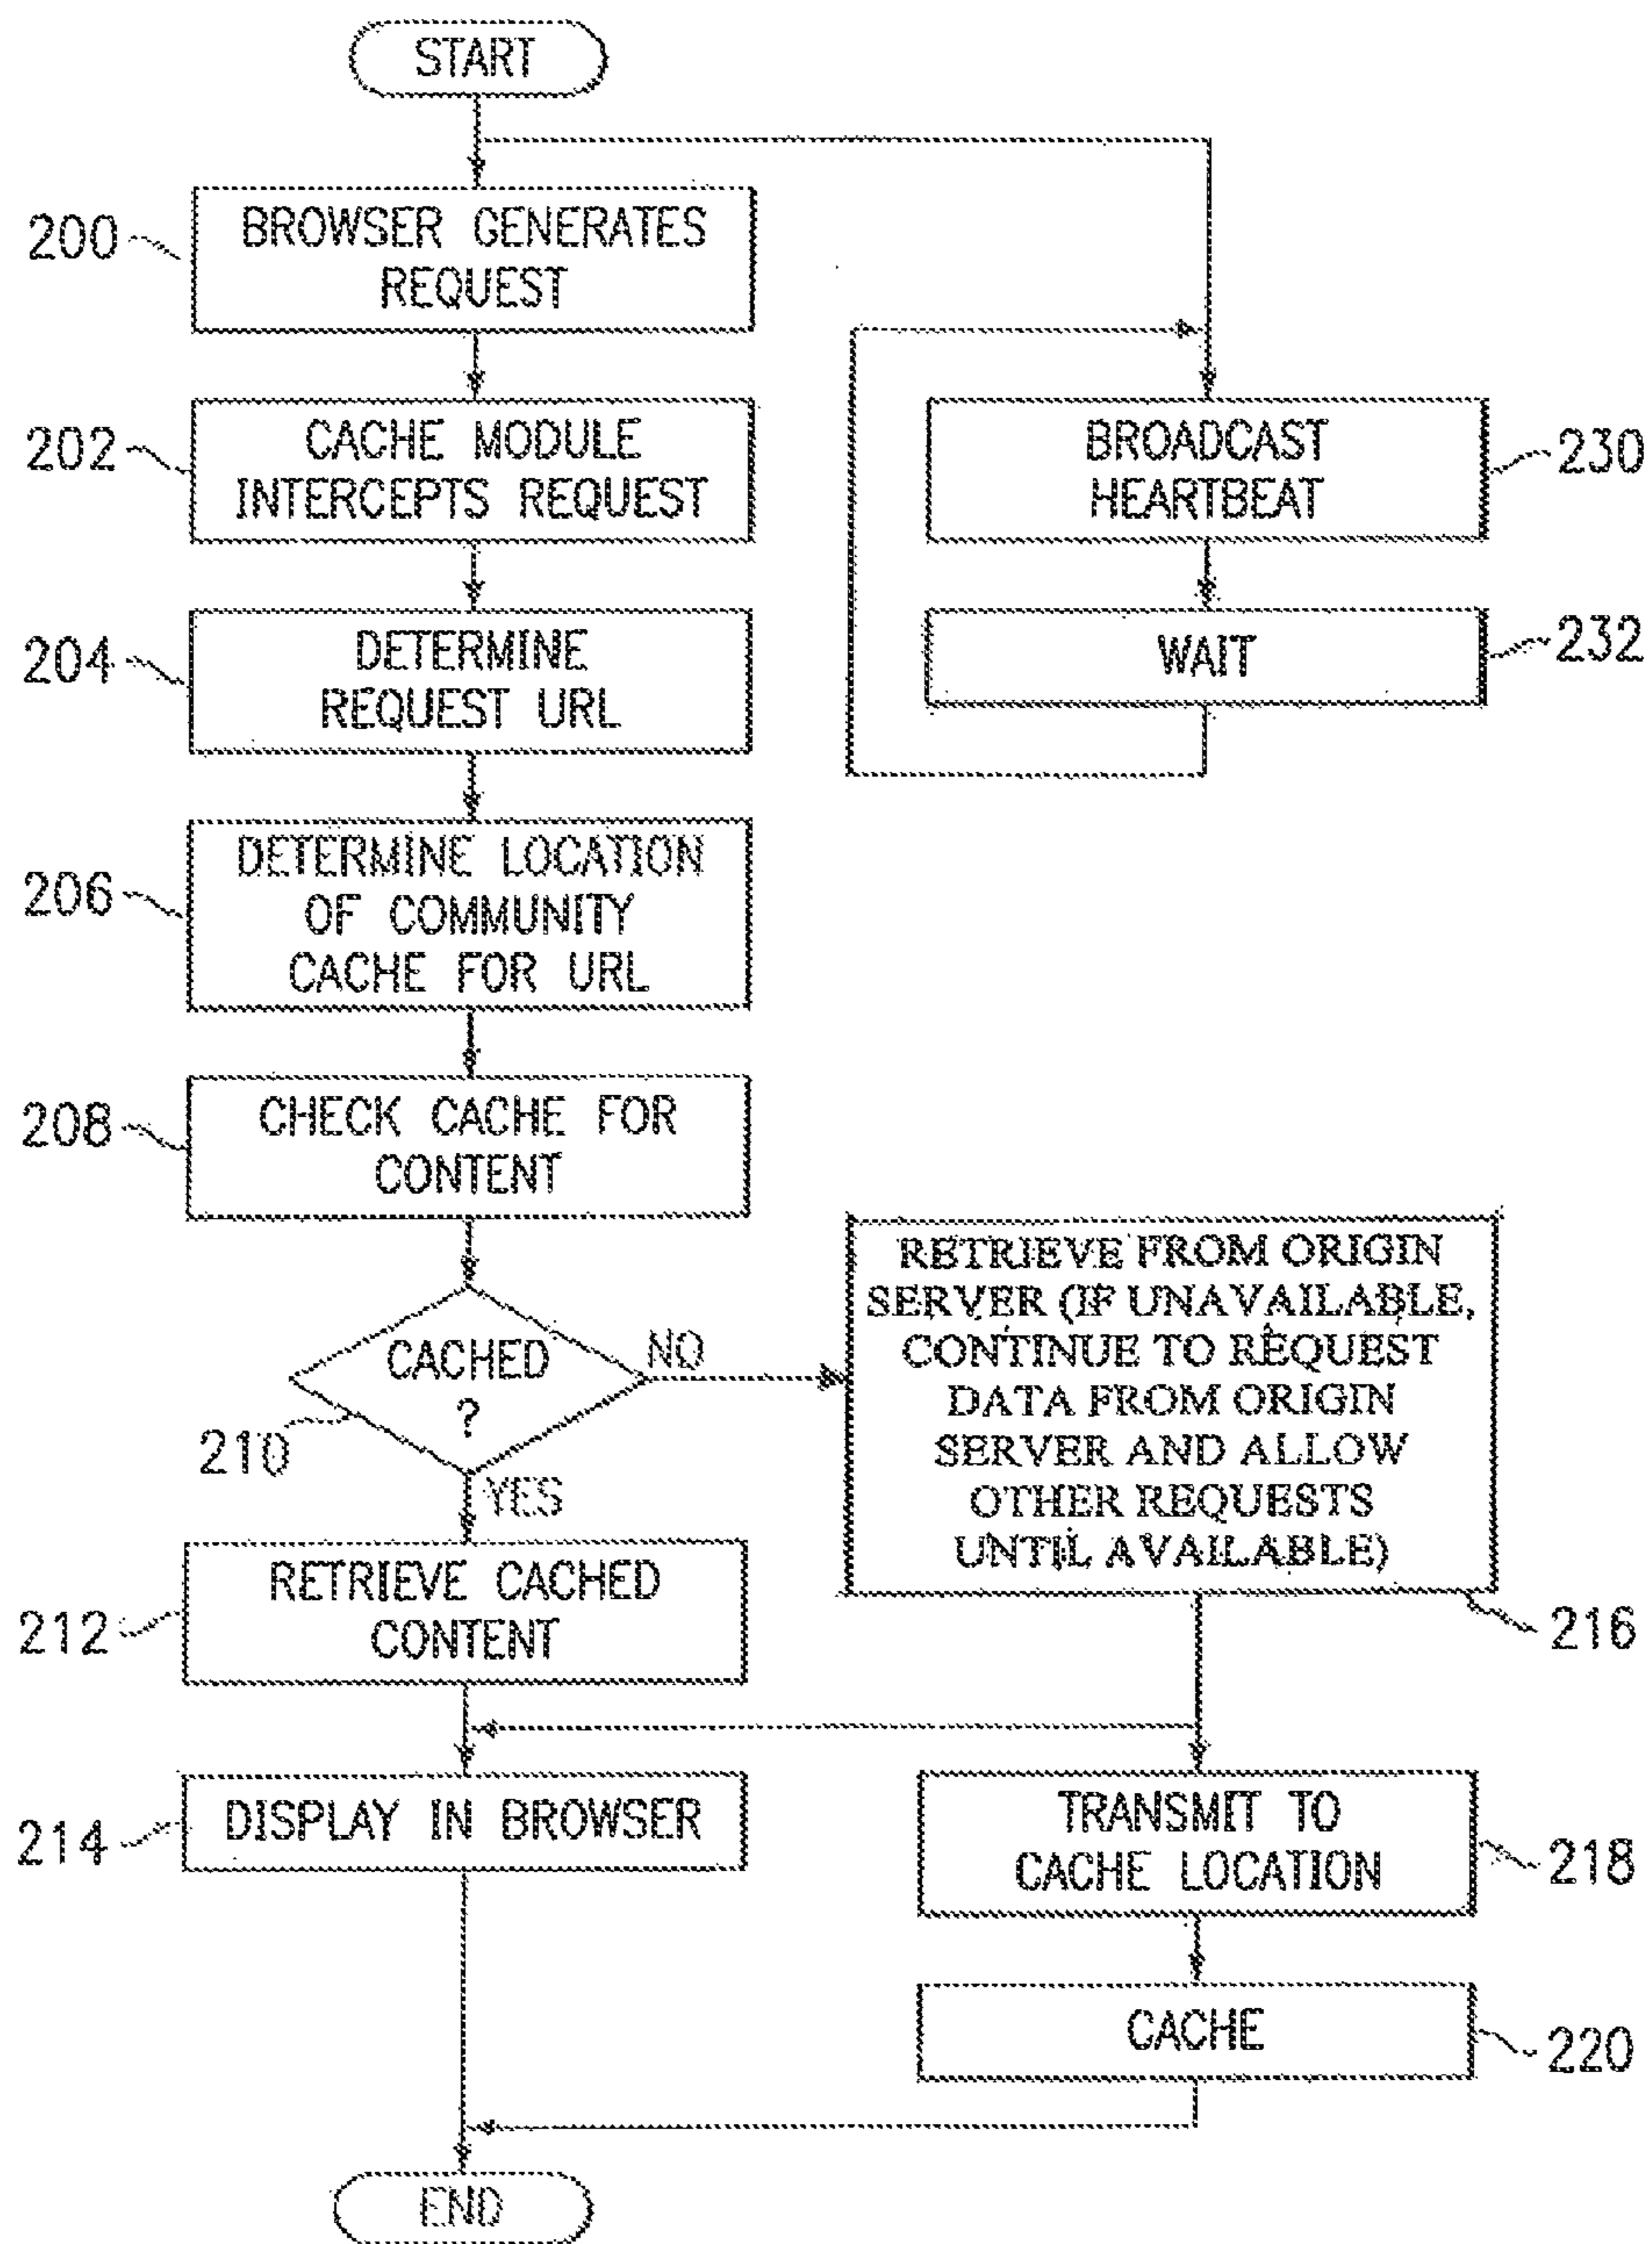 START
200
BROWSER GENERATES
REQUEST
202
CACHE MODULE
INTERCEPTS REQUEST
BROADCAST
HEARTBEAT
230
204
DETERMINE
REQUEST URL
WAIT
232
206
DETERMINE LOCATION
OF COMMUNITY
CACHE FOR URL
208
CHECK CACHE FOR
CONTENT
CACHED
?
210
NO
YES
RETRIEVE FROM ORIGIN
SERVER (IF UNAVAILABLE,
CONTINUE TO REQUEST
DATA FROM ORIGIN
SERVER AND ALLOW
OTHER REQUESTS
UNTIL AVAILABLE)
216
212
RETRIEVE CACHED
CONTENT
214
DISPLAY IN BROWSER
TRANSMIT TO
CACHE LOCATION
218
CACHE
220
END